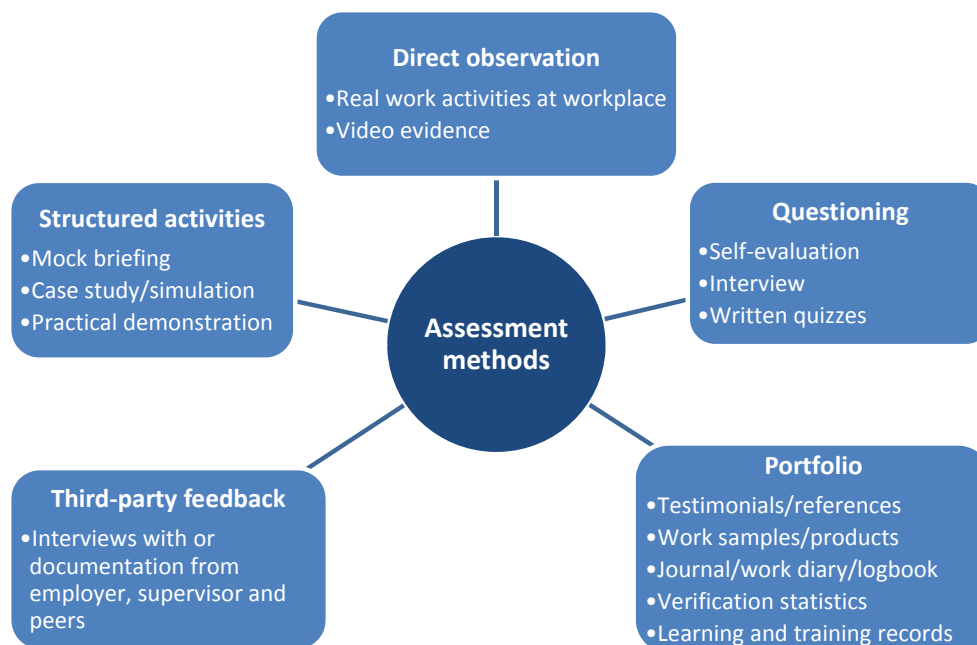 Direct observation
•Real work activities at workplace
•Video evidence
Structured activities
•Mock briefing
•Case study/simulation
•Practical demonstration
Questioning
•Self-evaluation
•Interview
•Written quizzes
Assessment
methods
Third-party feedback
•Interviews with or
documentation from
employer, supervisor and
peers
Portfolio
•Testimonials/references
•Work samples/products
•Journal/work diary/logbook
•Verification statistics
•Learning and training records